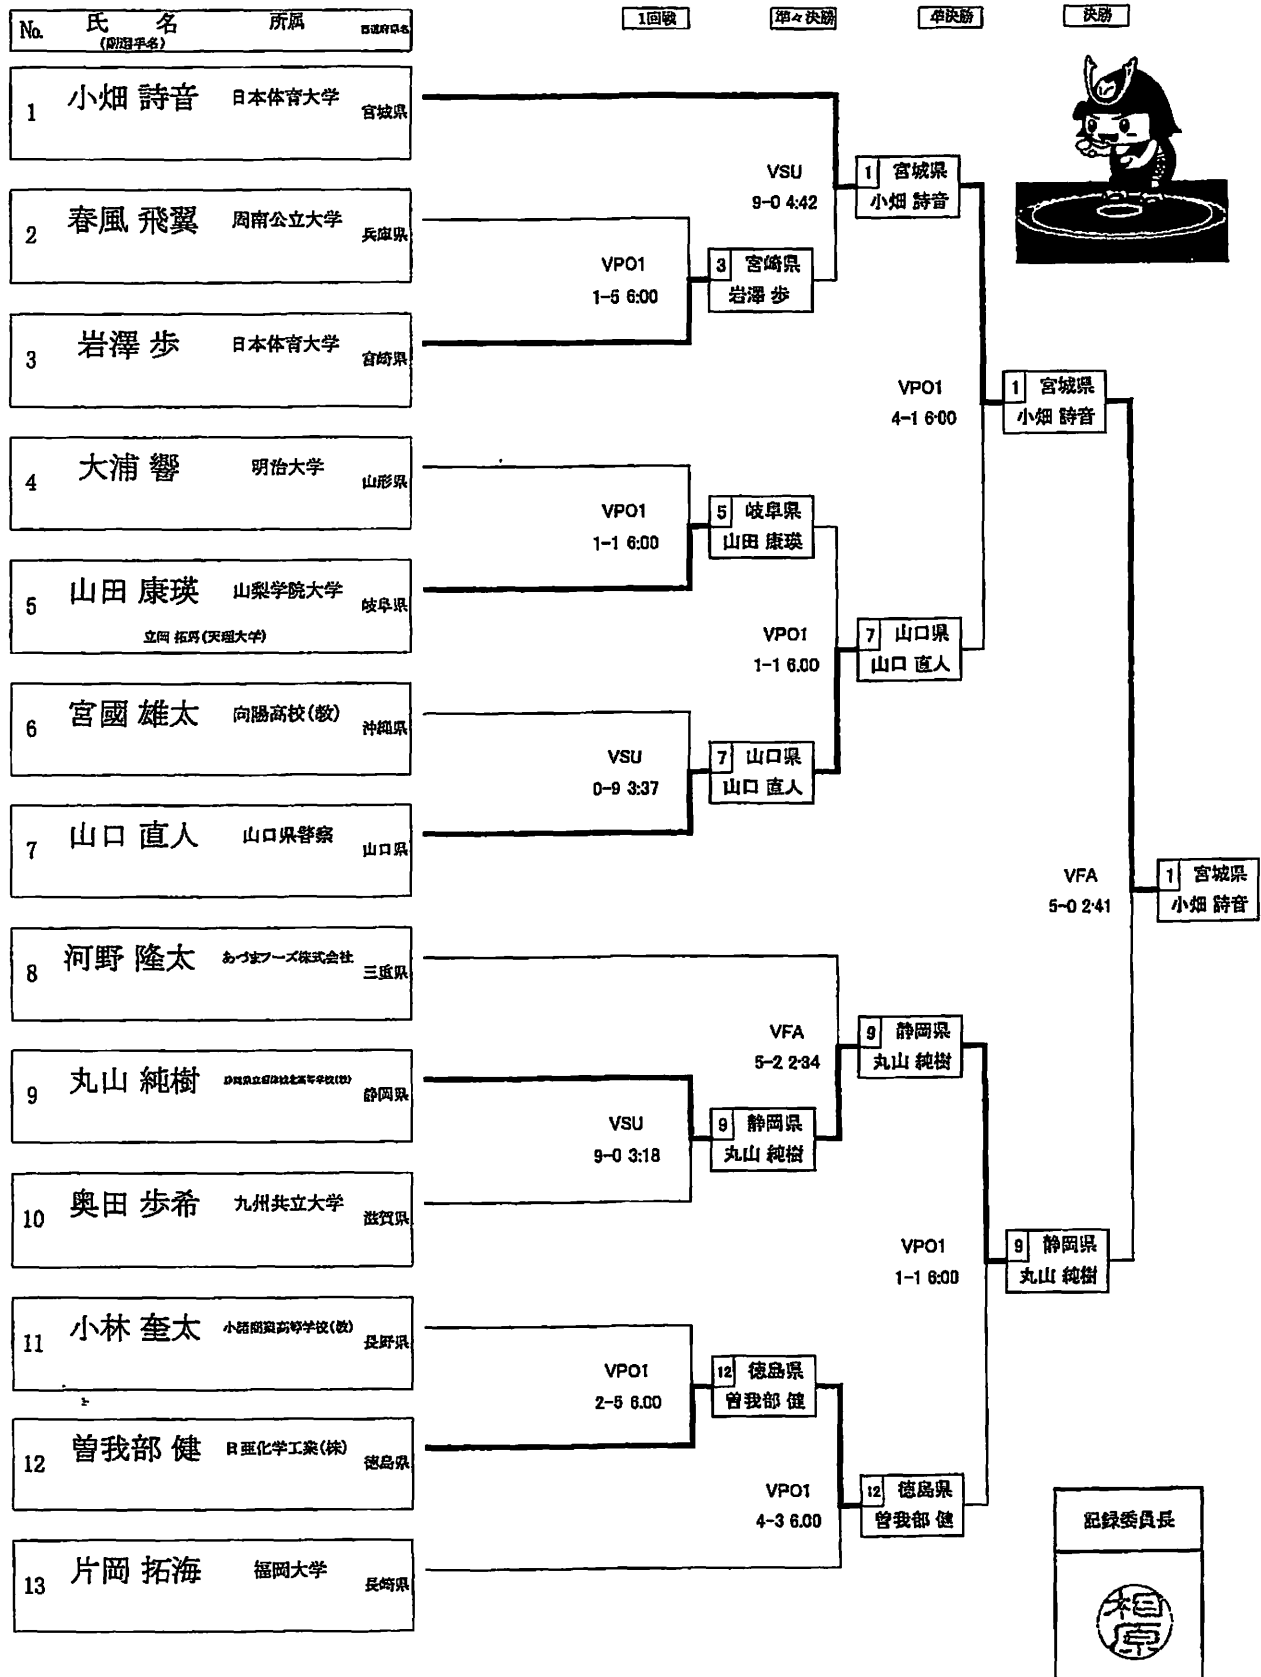 No. 氏 名 所属 都道府県名
1回戦 準々決勝 準決勝 決勝
1 小畑 詩音 日本体育大学 宮城県
2 春風 飛翼 周南公立大学 兵庫県
3 岩澤 歩 日本体育大学 宮崎県
4 大浦 響 明治大学 山形県
5 山田 康瑛 山梨学院大学 岐阜県
6 宮國 雄太 向陽高校(教) 沖縄県
7 山口 直人 山口県警察 山口県
8 河野 隆太 あづまフーズ株式会社 三重県
9 丸山 純樹 静岡県
10 奥田 歩希 九州共立大学 滋賀県
11 小林 奎太 小諸商業高等学校(教) 長野県
12 曽我部 健 日亜化学工業(株) 徳島県
13 片岡 拓海 福岡大学 長崎県
VPO1
1-5 6:00
3 宮崎県
岩澤 歩
VPO1
1-1 6:00
5 岐阜県
山田 康瑛
VSU
0-9 3:37
7 山口県
山口 直人
VSU
9-0 3:18
9 静岡県
丸山 純樹
VPO1
2-5 6.00
12 徳島県
曽我部 健
VSU
9-0 4:42
1 宮城県
小畑 詩音
VPO1
1-1 6.00
7 山口県
山口 直人
VFA
5-2 2:34
9 静岡県
丸山 純樹
VPO1
4-3 6.00
12 徳島県
曽我部 健
VPO1
4-1 6:00
1 宮城県
小畑 詩音
VPO1
1-1 6:00
9 静岡県
丸山 純樹
VFA
5-0 2:41
1 宮城県
小畑 詩音
記録委員長
相原